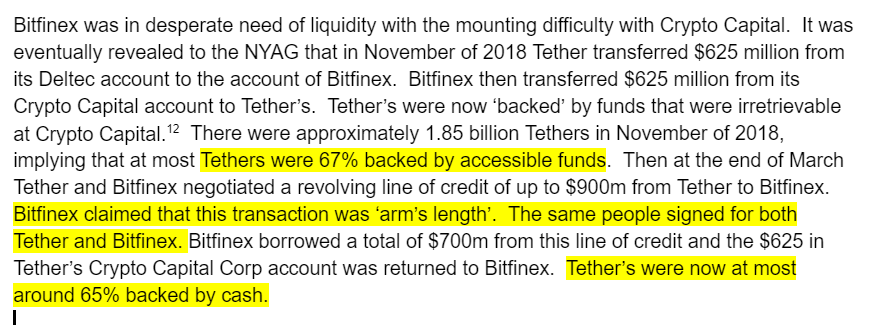 Bitfinex was in desperate need of liquidity with the mounting difficulty with Crypto Capital.  It was
eventually revealed to the NYAG that in November of 2018 Tether transferred $625 million from
its Deltec account to the account of Bitfinex.  Bitfinex then transferred $625 million from its
Crypto Capital account to Tether’s.  Tether’s were now ‘backed’ by funds that were irretrievable
at Crypto Capital.¹²  There were approximately 1.85 billion Tethers in November of 2018,
implying that at most Tethers were 67% backed by accessible funds.  Then at the end of March
Tether and Bitfinex negotiated a revolving line of credit of up to $900m from Tether to Bitfinex.
Bitfinex claimed that this transaction was ‘arm’s length’.  The same people signed for both
Tether and Bitfinex. Bitfinex borrowed a total of $700m from this line of credit and the $625 in
Tether’s Crypto Capital Corp account was returned to Bitfinex.  Tether’s were now at most
around 65% backed by cash.